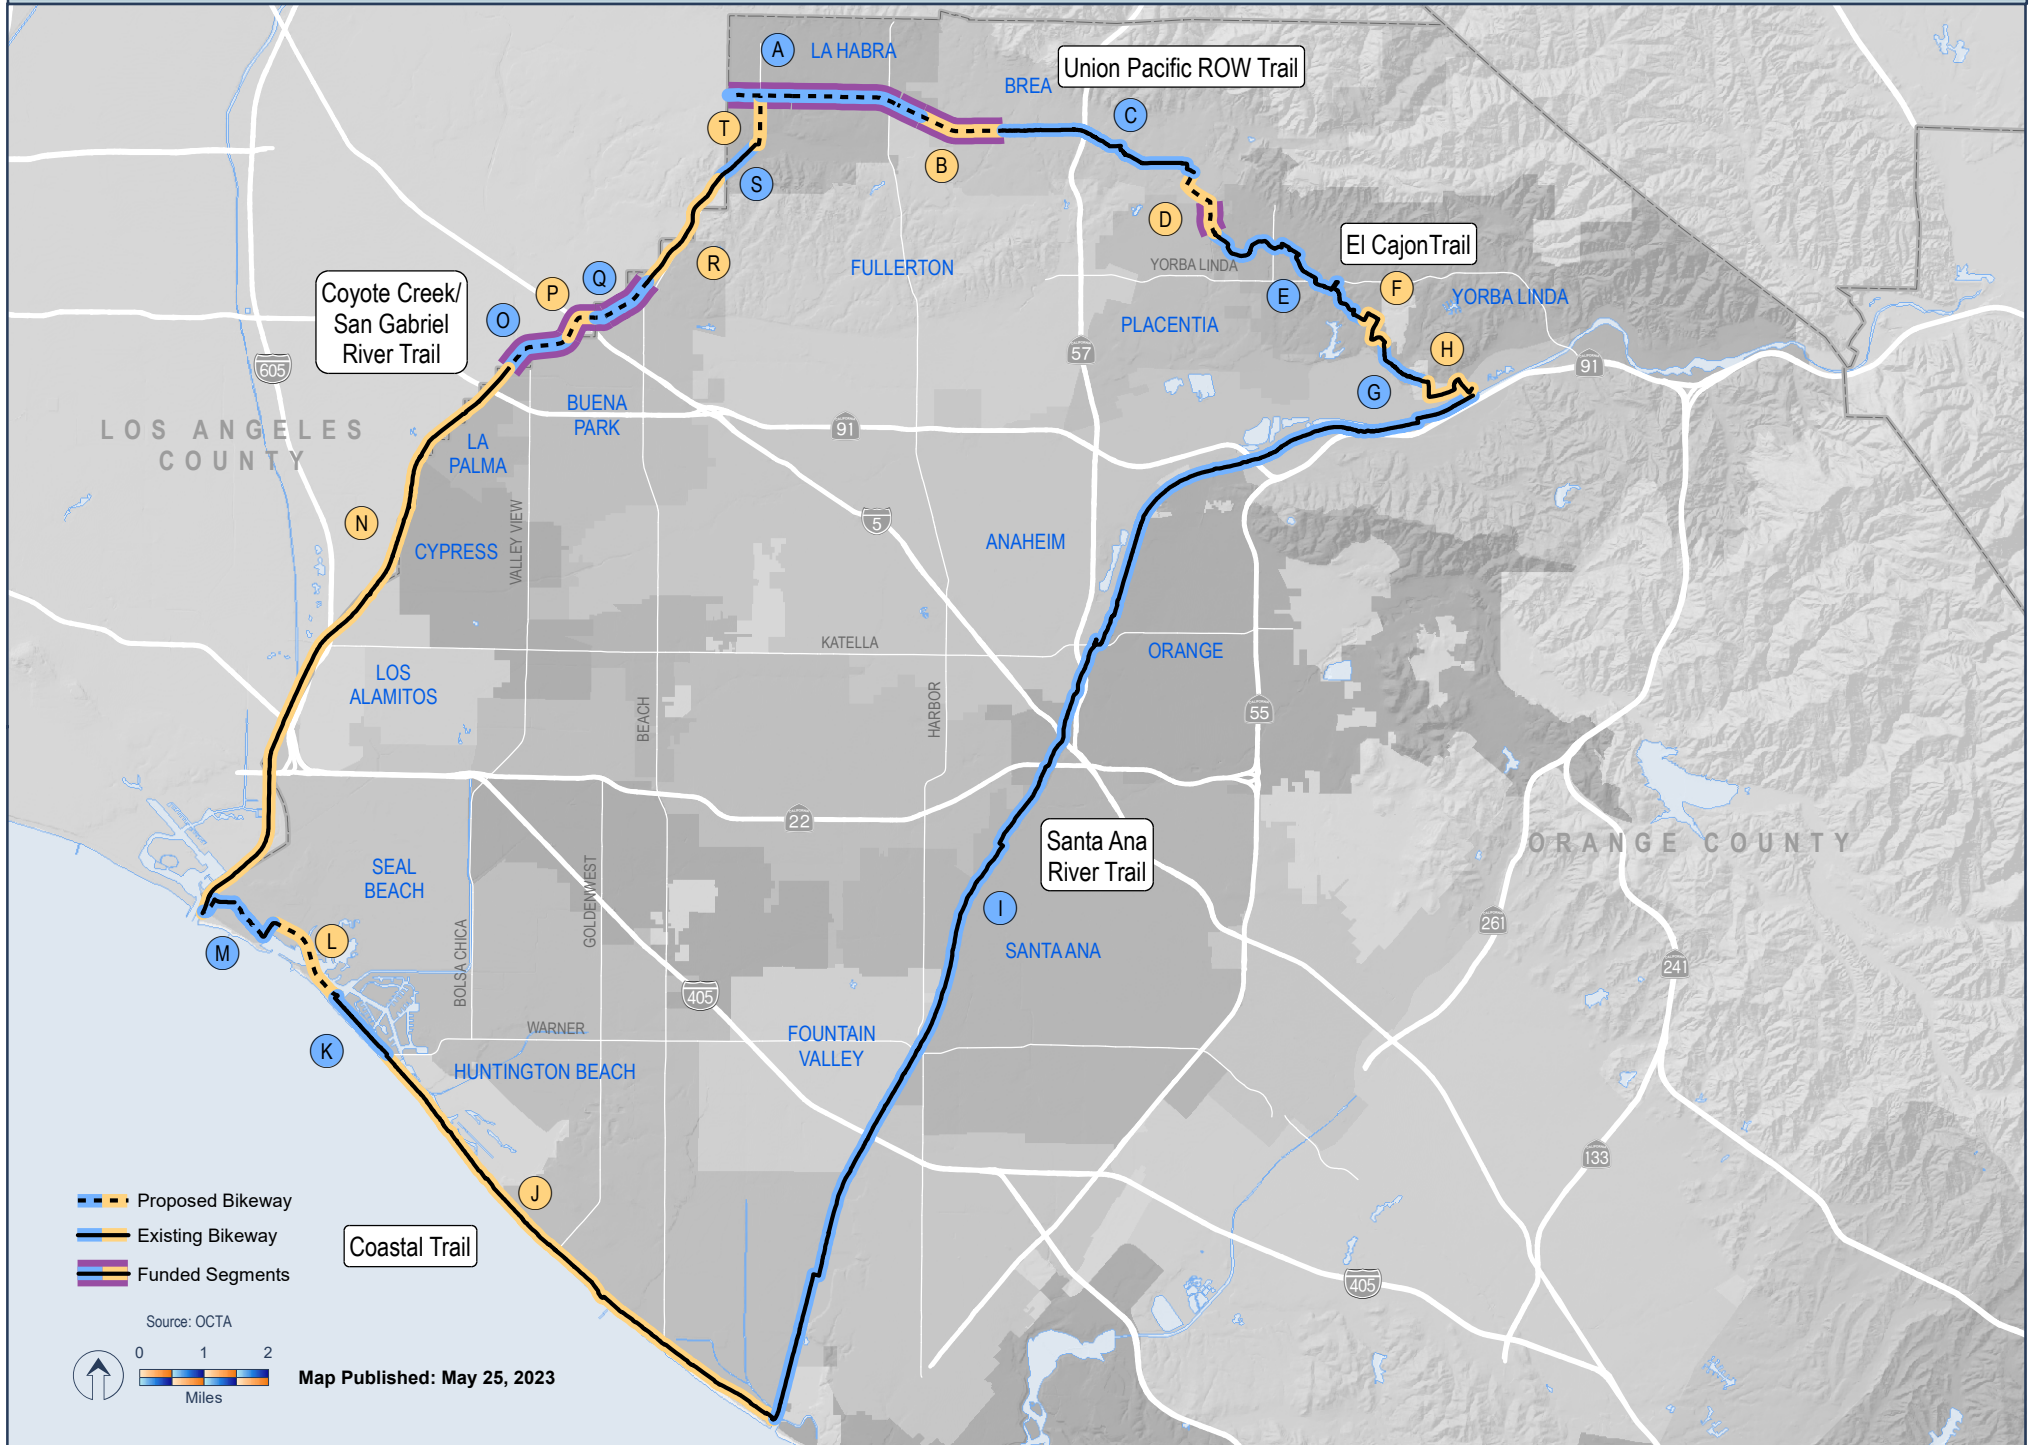 A
LA HABRA
Union Pacific ROW Trail
BREA
C
T
B
S
D
El CajonTrail
R
FULLERTON
YORBA LINDA
Q
P
E
F
YORBA LINDA
Coyote Creek/
San Gabriel
River Trail
O
PLACENTIA
57
H
91
605
G
BUENA
PARK
91
LOS ANGELES
COUNTY
LA
PALMA
N
VALLEY VIEW
5
CYPRESS
ANAHEIM
KATELLA
ORANGE
LOS
ALAMITOS
BEACH
HARBOR
55
22
Santa Ana
River Trail
ORANGE COUNTY
SEAL
BEACH
GOLDENWEST
I
261
M
L
BOLSA CHICA
SANTA ANA
241
405
K
WARNER
FOUNTAIN
VALLEY
HUNTINGTON BEACH
133
J
Proposed Bikeway
Existing Bikeway
Coastal Trail
Funded Segments
405
Source: OCTA
0 1 2
Miles
Map Published: May 25, 2023